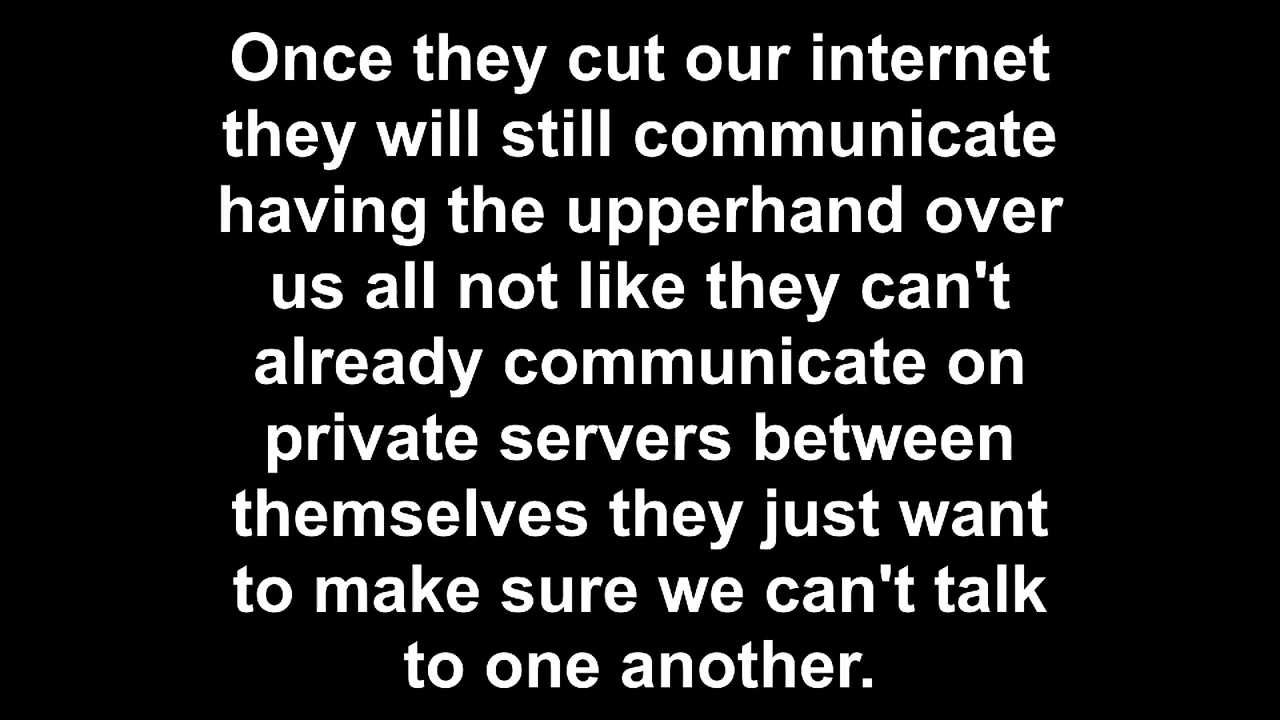 Once they cut our internet
they will still communicate
having the upperhand over
us all not like they can't
already communicate on
private servers between
themselves they just want
to make sure we can't talk
to one another.